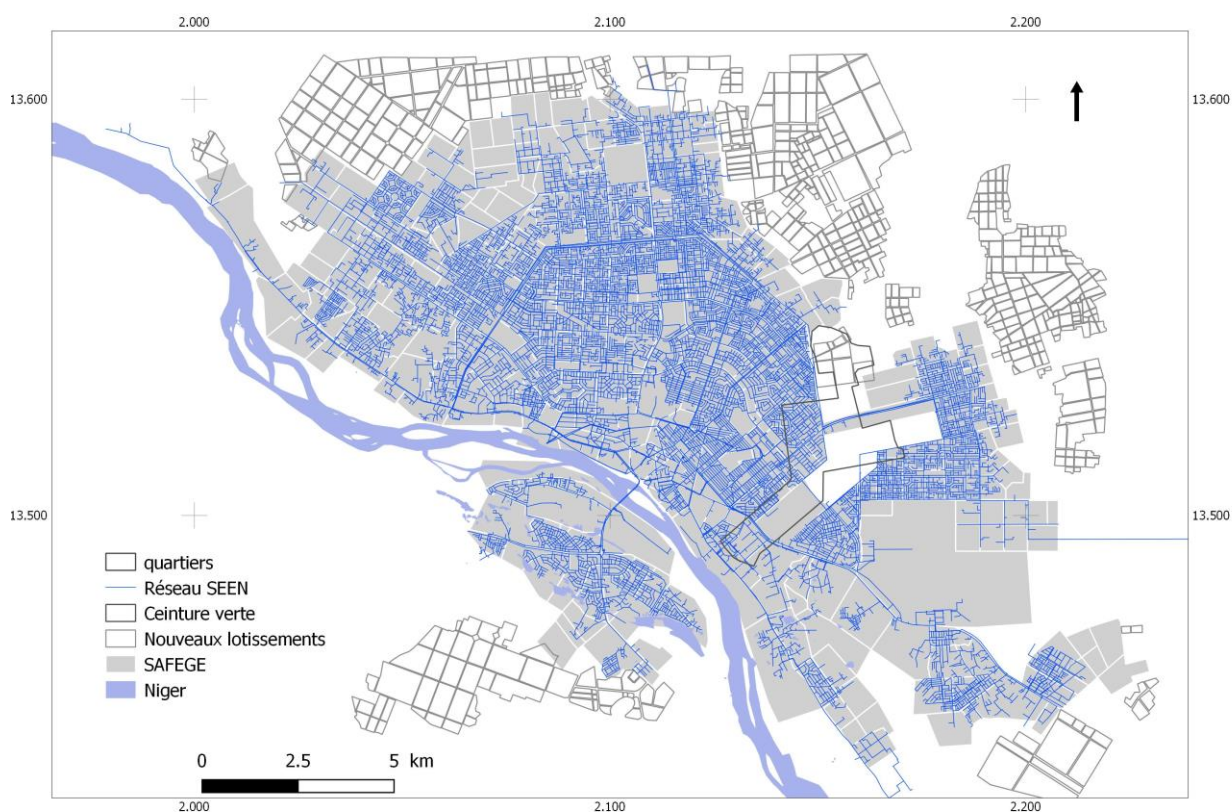 2.000 2.100 2.200
13.600 13.600
13.500 13.500
quartiers
Réseau SEEN
Ceinture verte
Nouveaux lotissements
SAFEGE
Niger
0 2.5 5 km
2.000 2.100 2.200